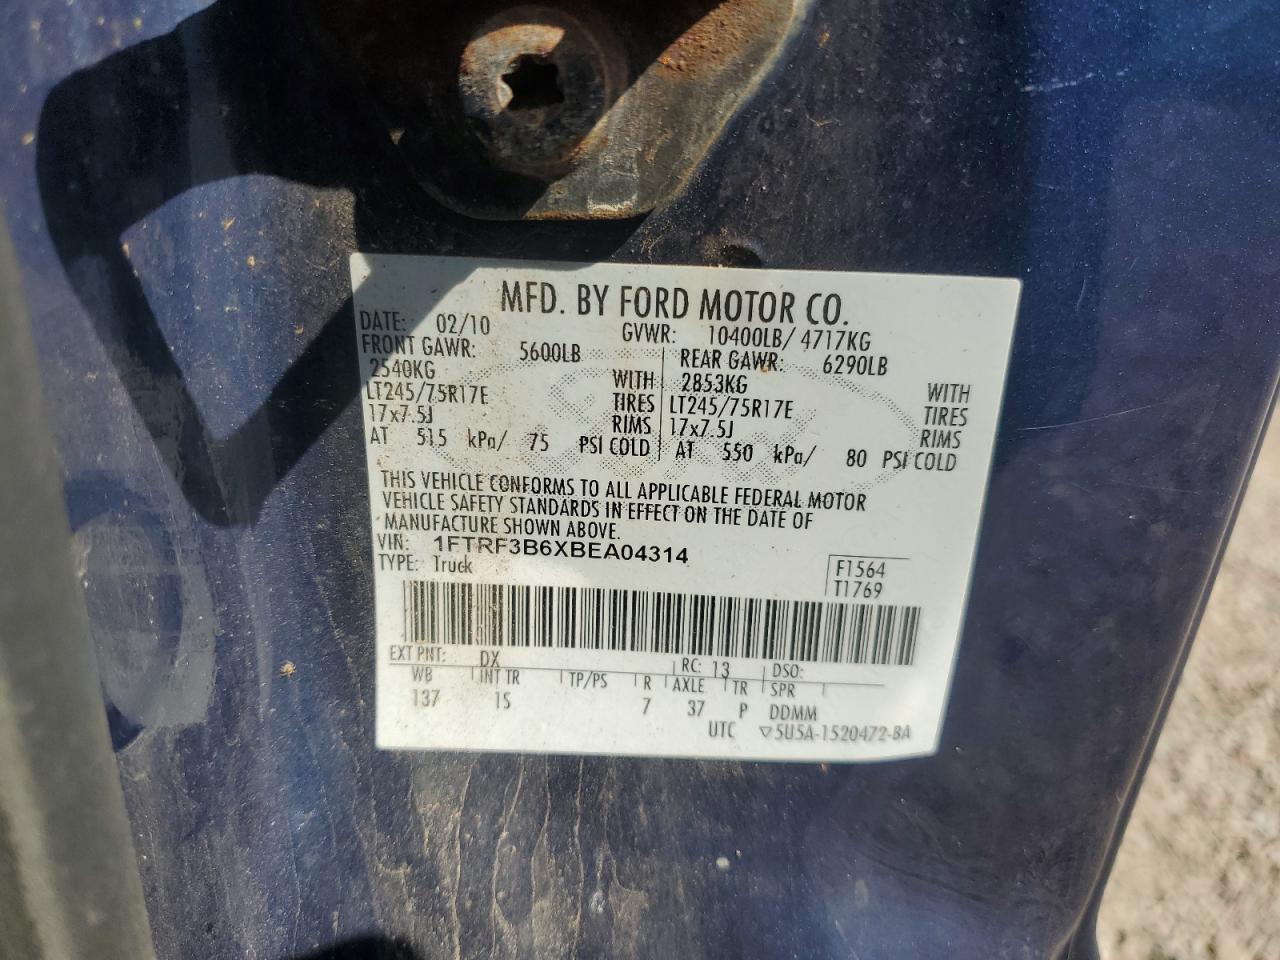 MFD. BY FORD MOTOR CO.
DATE: 02/10 GVWR: 10400LB/ 4717KG
FRONT GAWR: 5600LB REAR GAWR: 6290LB
2540KG WITH 2853KG WITH
LT245/75R17E TIRES LT245/75R17E TIRES
17x7.5J RIMS 17x7.5J RIMS
AT 515 kPa/ 75 PSI COLD AT 550 kPa/ 80 PSI COLD
THIS VEHICLE CONFORMS TO ALL APPLICABLE FEDERAL MOTOR
VEHICLE SAFETY STANDARDS IN EFFECT ON THE DATE OF
MANUFACTURE SHOWN ABOVE.
VIN: 1FTRF3B6XBEA04314
TYPE: Truck F1564
T1769
EXT PNT: DX RC: 13 DSO:
WB INT TR TP/PS R AXLE TR SPR
137 15 7 37 P DDMM
UTC ▽5U5A-1520472-BA